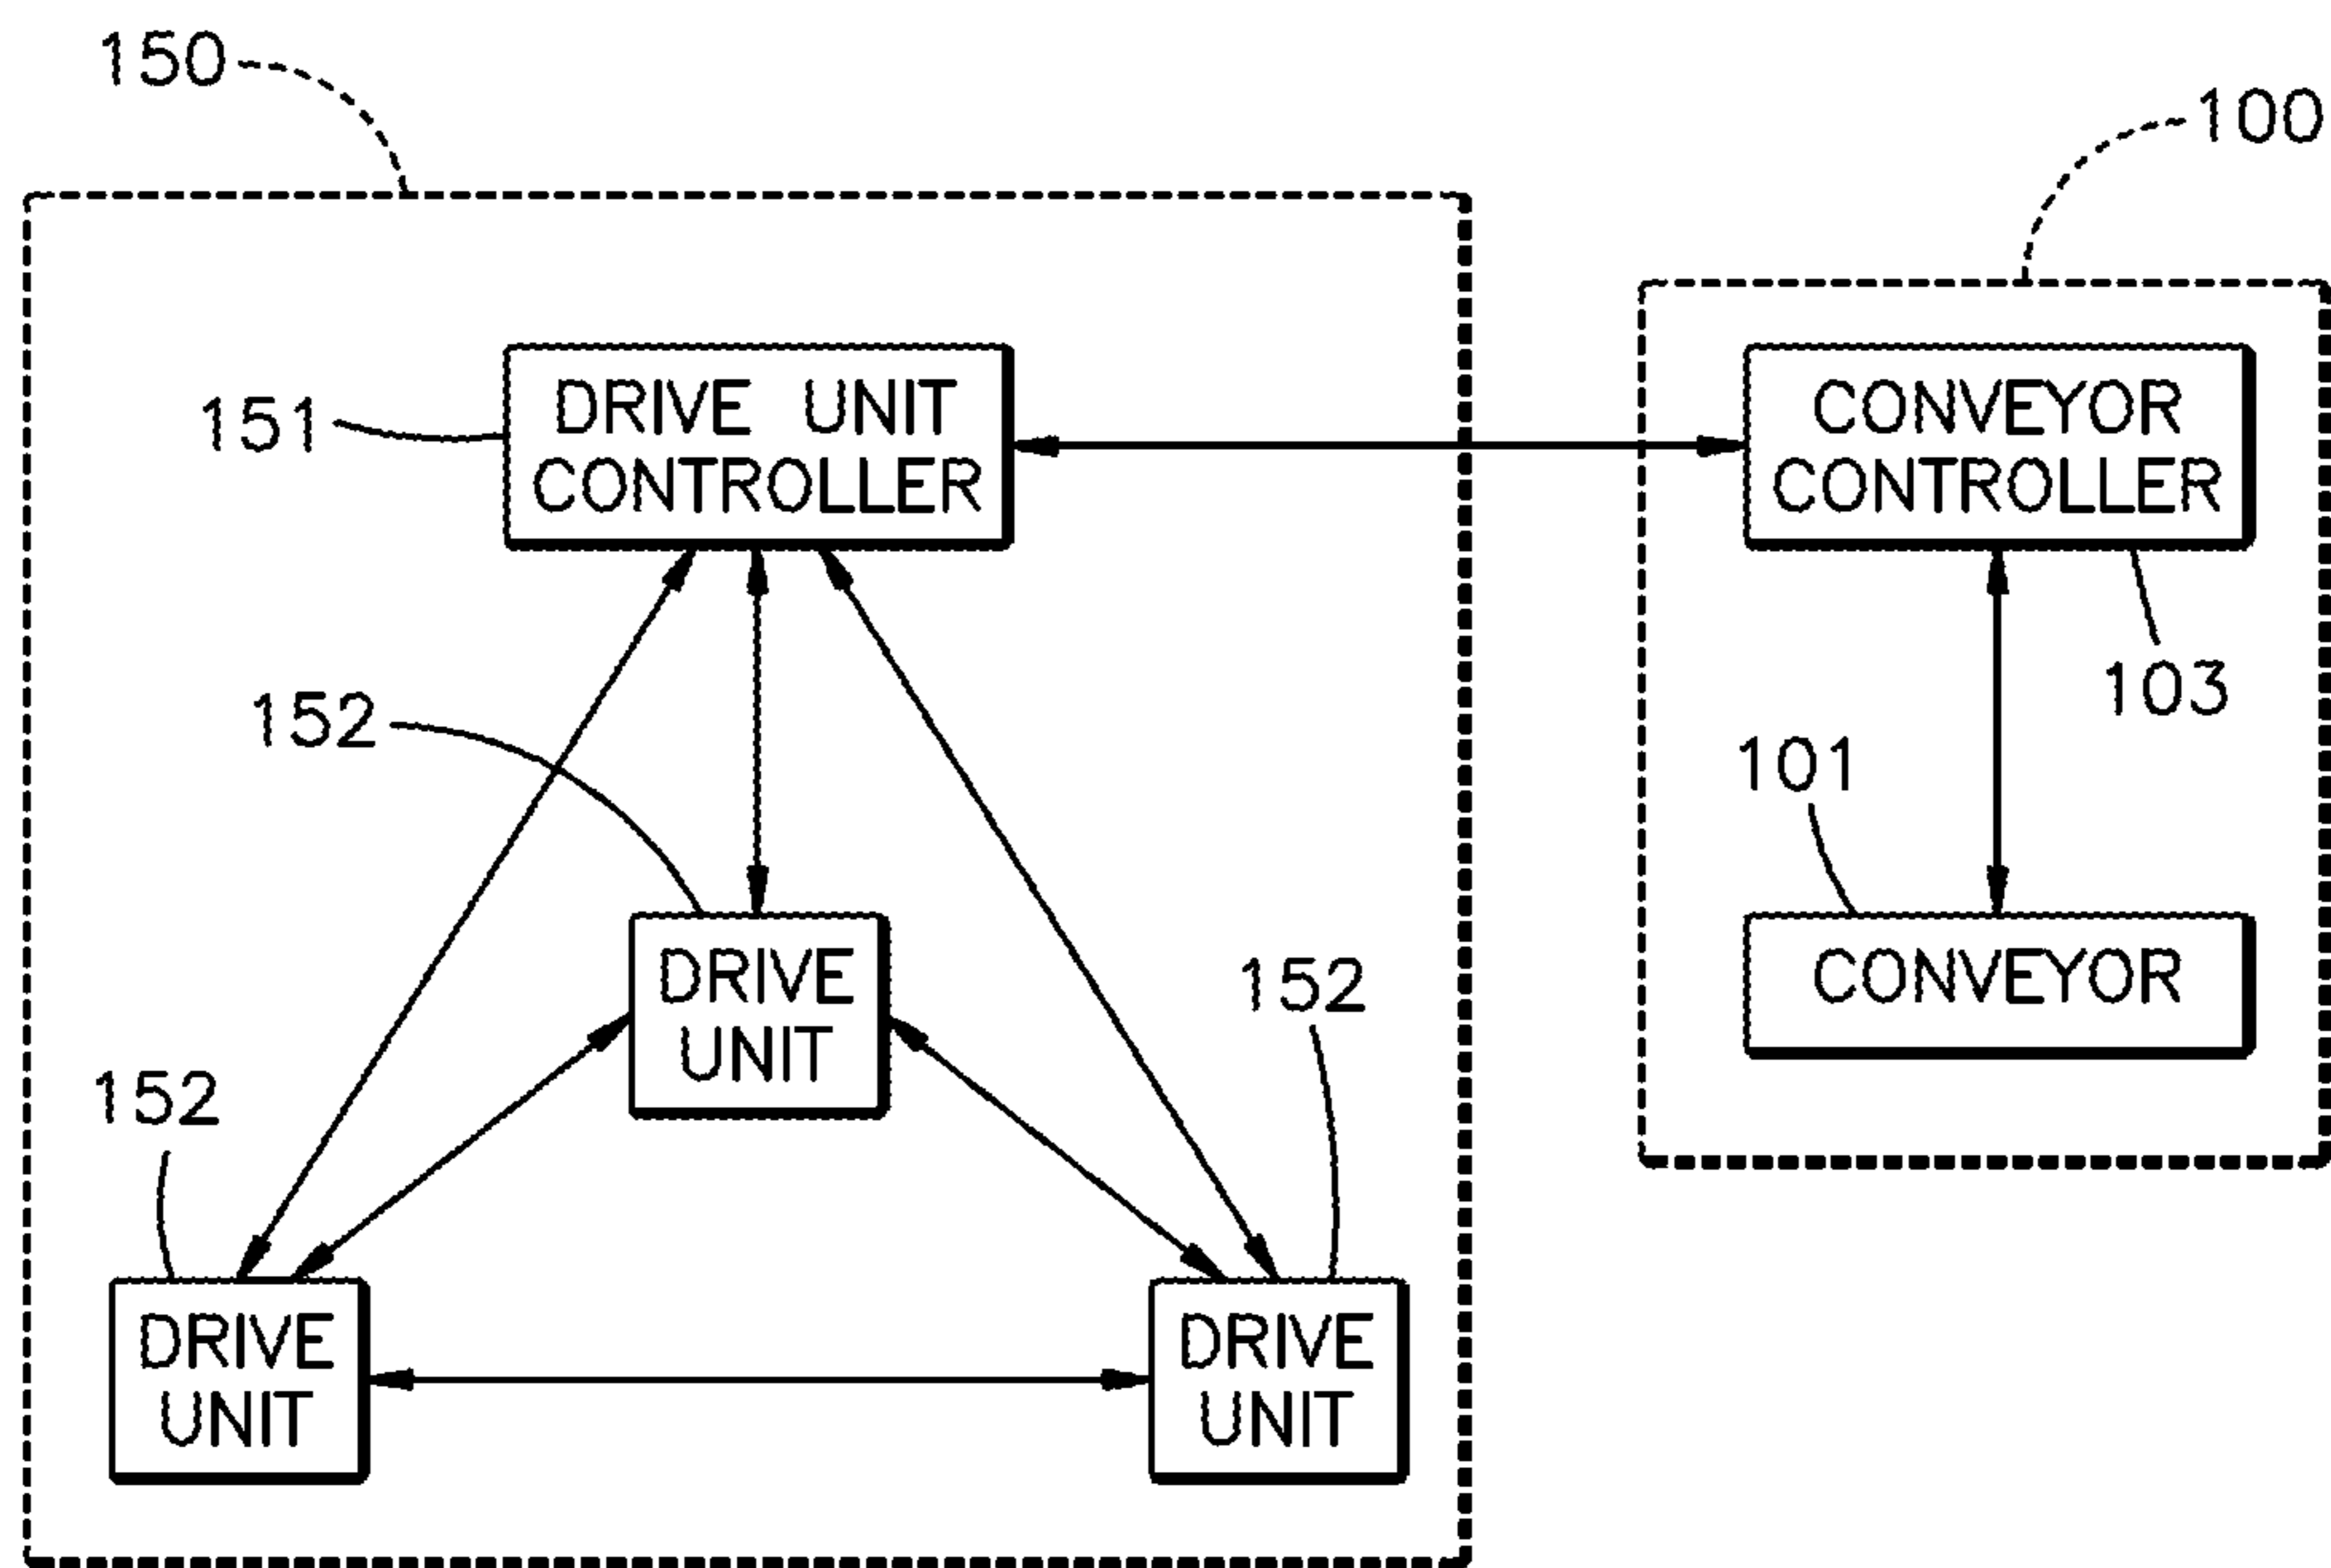 150
100
DRIVE UNIT
CONTROLLER
151
CONVEYOR
CONTROLLER
103
152
101
DRIVE
UNIT
CONVEYOR
152
152
DRIVE
UNIT
DRIVE
UNIT